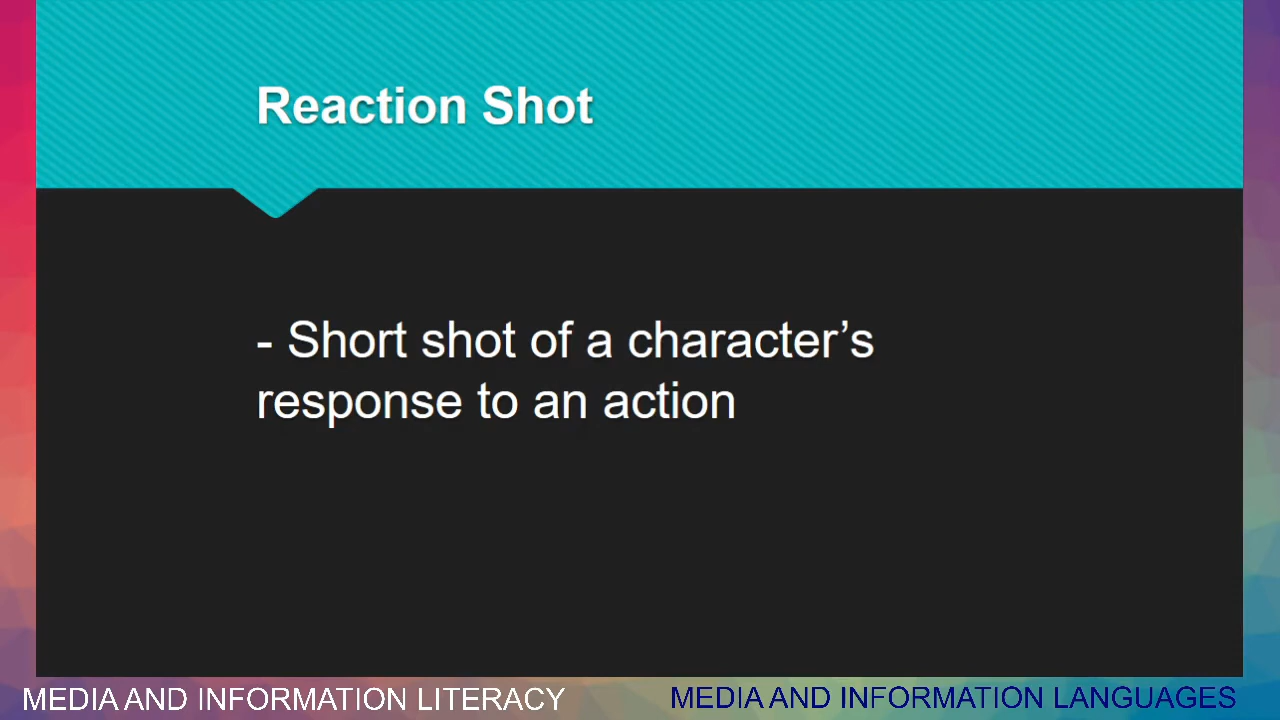 Reaction Shot
- Short shot of a character’s
response to an action
MEDIA AND INFORMATION LITERACY
MEDIA AND INFORMATION LANGUAGES